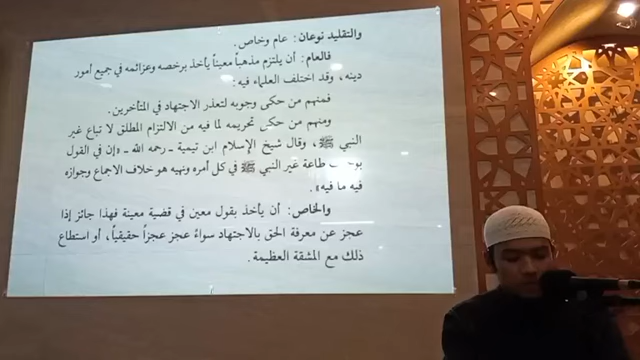 والتقليد نوعان: عام وخاص.
فالعام: أن يلتزم مذهباً معيناً يأخذ برخصه وعزائمه في جميع أمور
دينه، وقد اختلف العلماء فيه:
فمنهم من حكى وجوبه لتعذر الاجتهاد في المتأخرين.
ومنهم من حكى تحريمه لما فيه من الالتزام المطلق لا تباع غير
النبي ﷺ، وقال شيخ الإسلام ابن تيمية ـ رحمه الله ـ «إن في القول
طاعة غير النبي ﷺ في كل أمره ونهيه هو خلاف الاجماع وجوازه
فيه ما فيه».
والخاص: أن يأخذ بقول معين في قضية معينة فهذا جائز إذا
عجز عن معرفة الحق بالاجتهاد سواءً عجز عجزاً حقيقياً، أو استطاع
ذلك مع المشقة العظيمة.